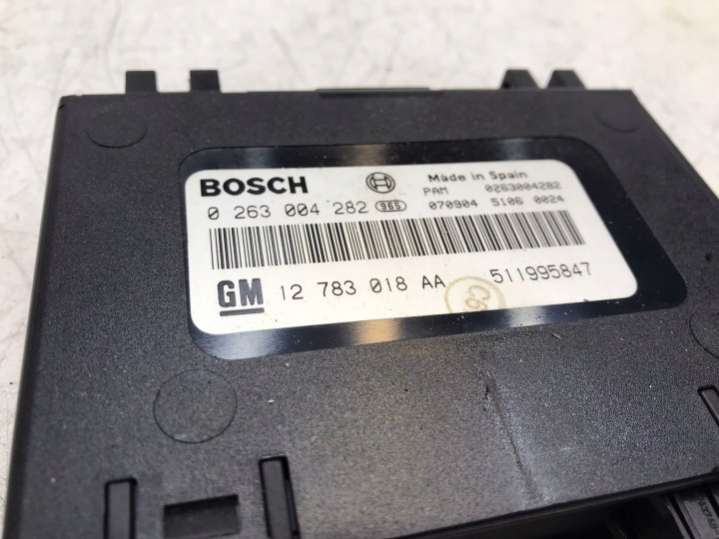 BOSCH Made in Spain
PAM 0263004282
0 263 004 282 965 070904 5106 0024
GM 12 783 018 AA 511995847